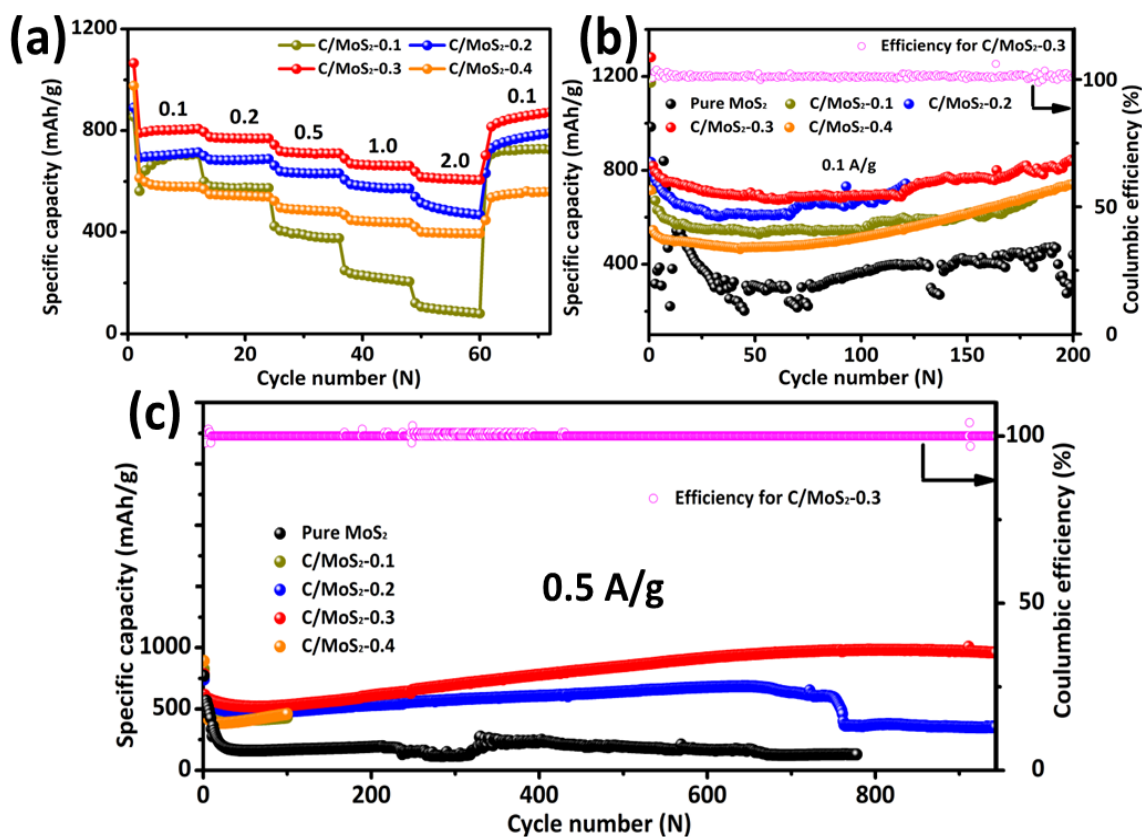 (a)
1200
800
400
0
Specific capacity (mAh/g)
C/MoS₂-0.1 C/MoS₂-0.2
C/MoS₂-0.3 C/MoS₂-0.4
0.1 0.2 0.5 1.0 2.0 0.1
0 20 40 60
Cycle number (N)
(b)
1200
800
400
Specific capacity (mAh/g)
Efficiency for C/MoS₂-0.3
Pure MoS₂ C/MoS₂-0.1 C/MoS₂-0.2
C/MoS₂-0.3 C/MoS₂-0.4
0.1 A/g
100
50
0
Coulumbic efficiency (%)
0 50 100 150 200
Cycle number (N)
(c)
1000
500
0
Specific capacity (mAh/g)
Efficiency for C/MoS₂-0.3
Pure MoS₂
C/MoS₂-0.1
C/MoS₂-0.2
C/MoS₂-0.3
C/MoS₂-0.4
0.5 A/g
100
50
0
Coulumbic efficiency (%)
0 200 400 600 800
Cycle number (N)